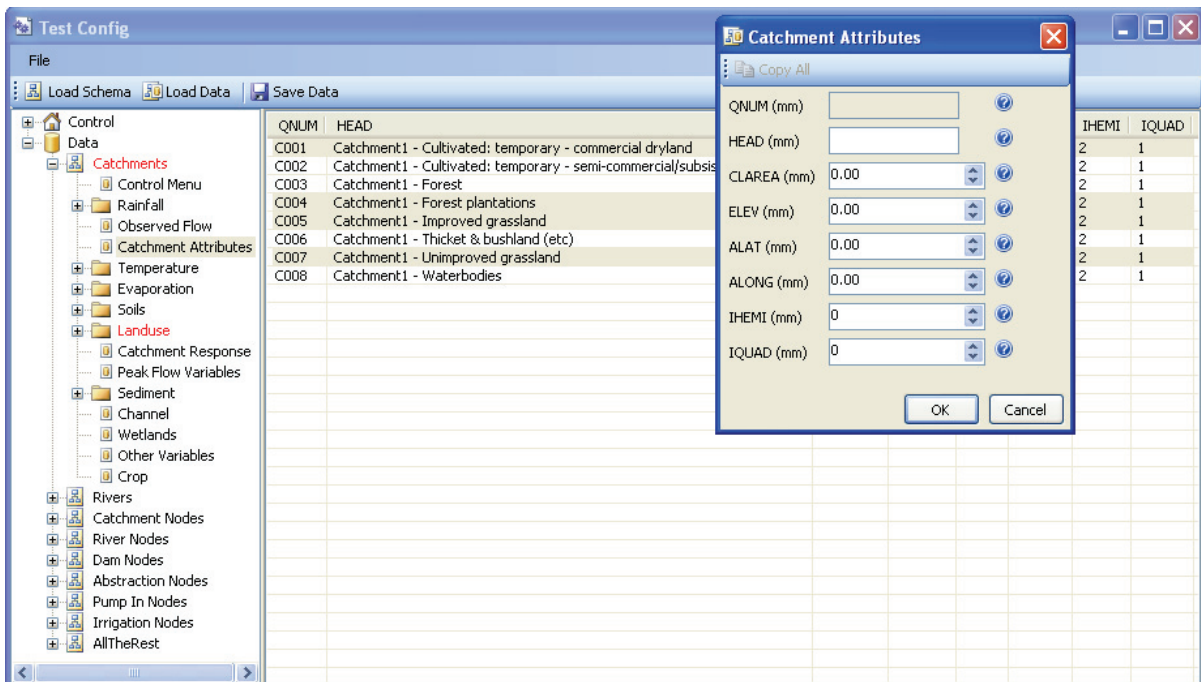 Test Config
File
Load Schema Load Data Save Data
Control
Data
Catchments
Control Menu
Rainfall
Observed Flow
Catchment Attributes
Temperature
Evaporation
Soils
Landuse
Catchment Response
Peak Flow Variables
Sediment
Channel
Wetlands
Other Variables
Crop
Rivers
Catchment Nodes
River Nodes
Dam Nodes
Abstraction Nodes
Pump In Nodes
Irrigation Nodes
AllTheRest
QNUM HEAD IHEMI IQUAD
C001 Catchment1 - Cultivated: temporary - commercial dryland 2 1
C002 Catchment1 - Cultivated: temporary - semi-commercial/subsis 2 1
C003 Catchment1 - Forest 2 1
C004 Catchment1 - Forest plantations 2 1
C005 Catchment1 - Improved grassland 2 1
C006 Catchment1 - Thicket & bushland (etc) 2 1
C007 Catchment1 - Unimproved grassland 2 1
C008 Catchment1 - Waterbodies 2 1
Catchment Attributes
Copy All
QNUM (mm)
HEAD (mm)
CLAREA (mm) 0.00
ELEV (mm) 0.00
ALAT (mm) 0.00
ALONG (mm) 0.00
IHEMI (mm) 0
IQUAD (mm) 0
OK Cancel